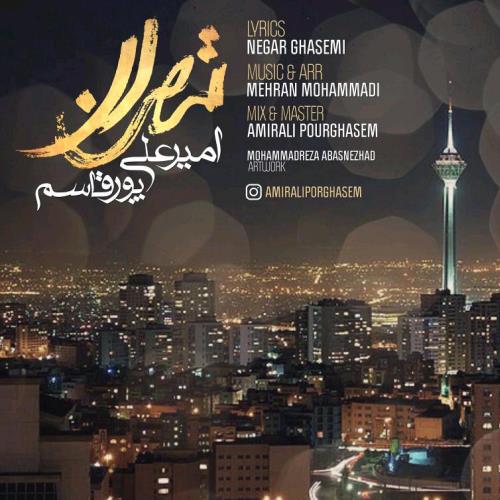 تهران
امیرعلی
پورقاسم
LYRICS
NEGAR GHASEMI
MUSIC & ARR
MEHRAN MOHAMMADI
MIX & MASTER
AMIRALI POURGHASEM
MOHAMMADREZA ABASNEZHAD
ARTWORK
AMIRALIPORGHASEM